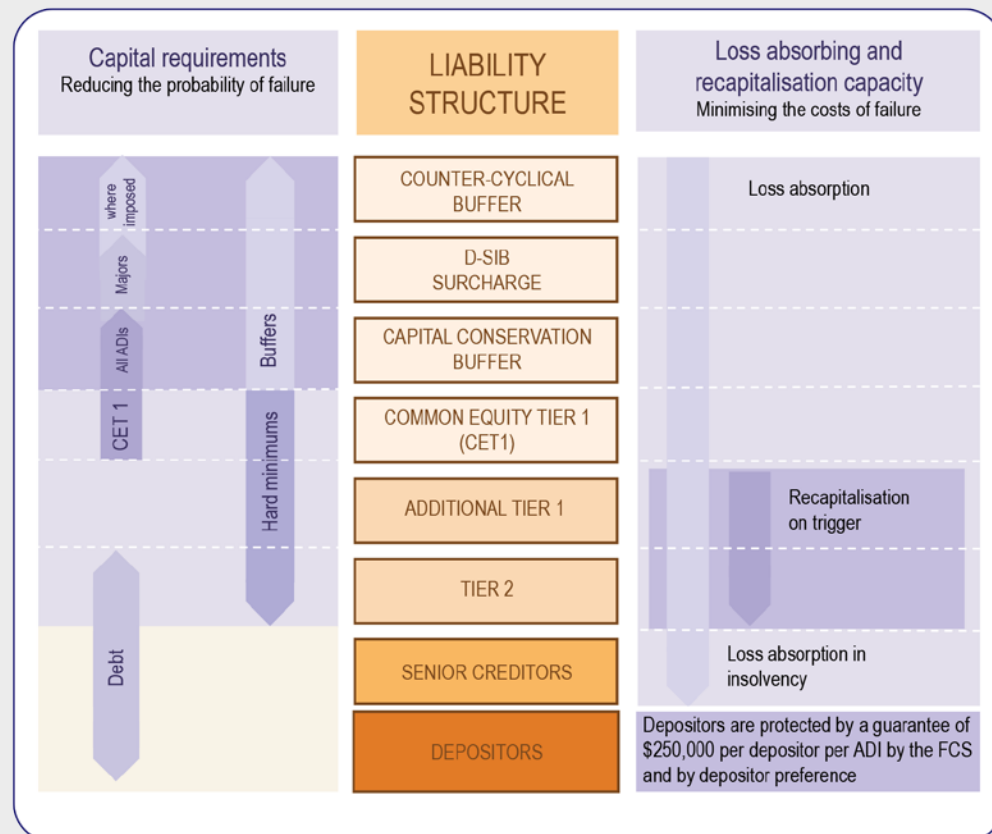 Capital requirements
Reducing the probability of failure
where
imposed
Majors
All ADIs
CET 1
Buffers
Hard minimums
Debt
LIABILITY
STRUCTURE
COUNTER-CYCLICAL
BUFFER
D-SIB
SURCHARGE
CAPITAL CONSERVATION
BUFFER
COMMON EQUITY TIER 1
(CET1)
ADDITIONAL TIER 1
TIER 2
SENIOR CREDITORS
DEPOSITORS
Loss absorbing and
recapitalisation capacity
Minimising the costs of failure
Loss absorption
Recapitalisation
on trigger
Loss absorption in
insolvency
Depositors are protected by a guarantee of
$250,000 per depositor per ADI by the FCS
and by depositor preference